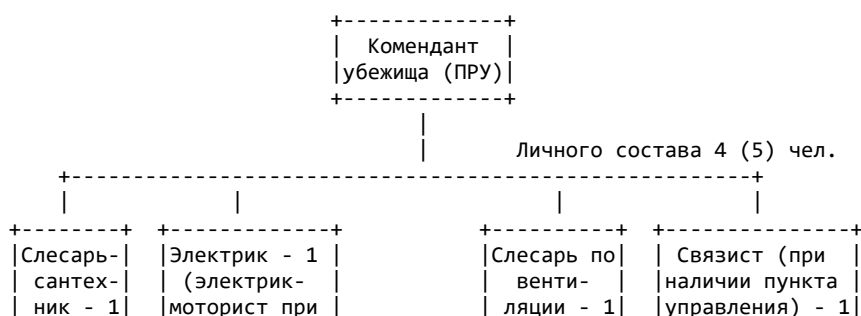 Комендант
убежища (ПРУ)
Личного состава 4 (5) чел.
Слесарь- Электрик - 1 Слесарь по Связист (при
сантех- (электрик- венти- наличии пункта
ник - 1 моторист при ляции - 1 управления) - 1